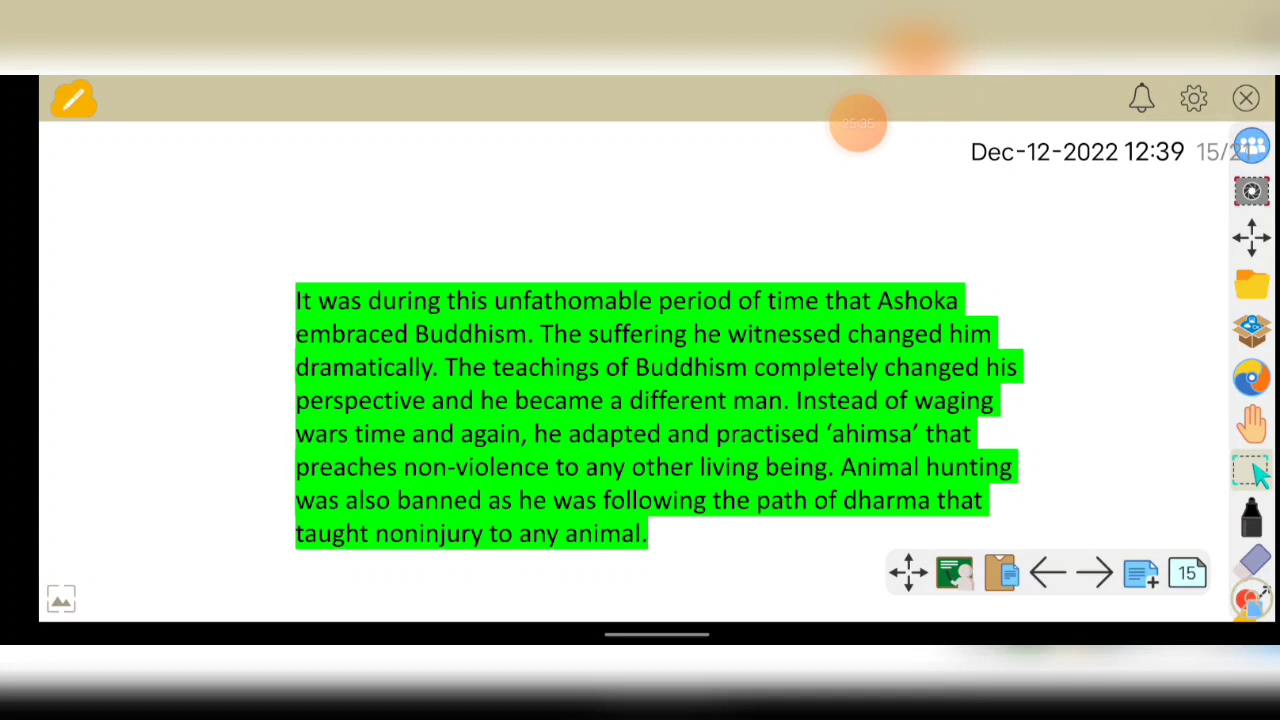 25:35
Dec-12-2022 12:39 15/21
It was during this unfathomable period of time that Ashoka
embraced Buddhism. The suffering he witnessed changed him
dramatically. The teachings of Buddhism completely changed his
perspective and he became a different man. Instead of waging
wars time and again, he adapted and practised ‘ahimsa’ that
preaches non-violence to any other living being. Animal hunting
was also banned as he was following the path of dharma that
taught noninjury to any animal.
15